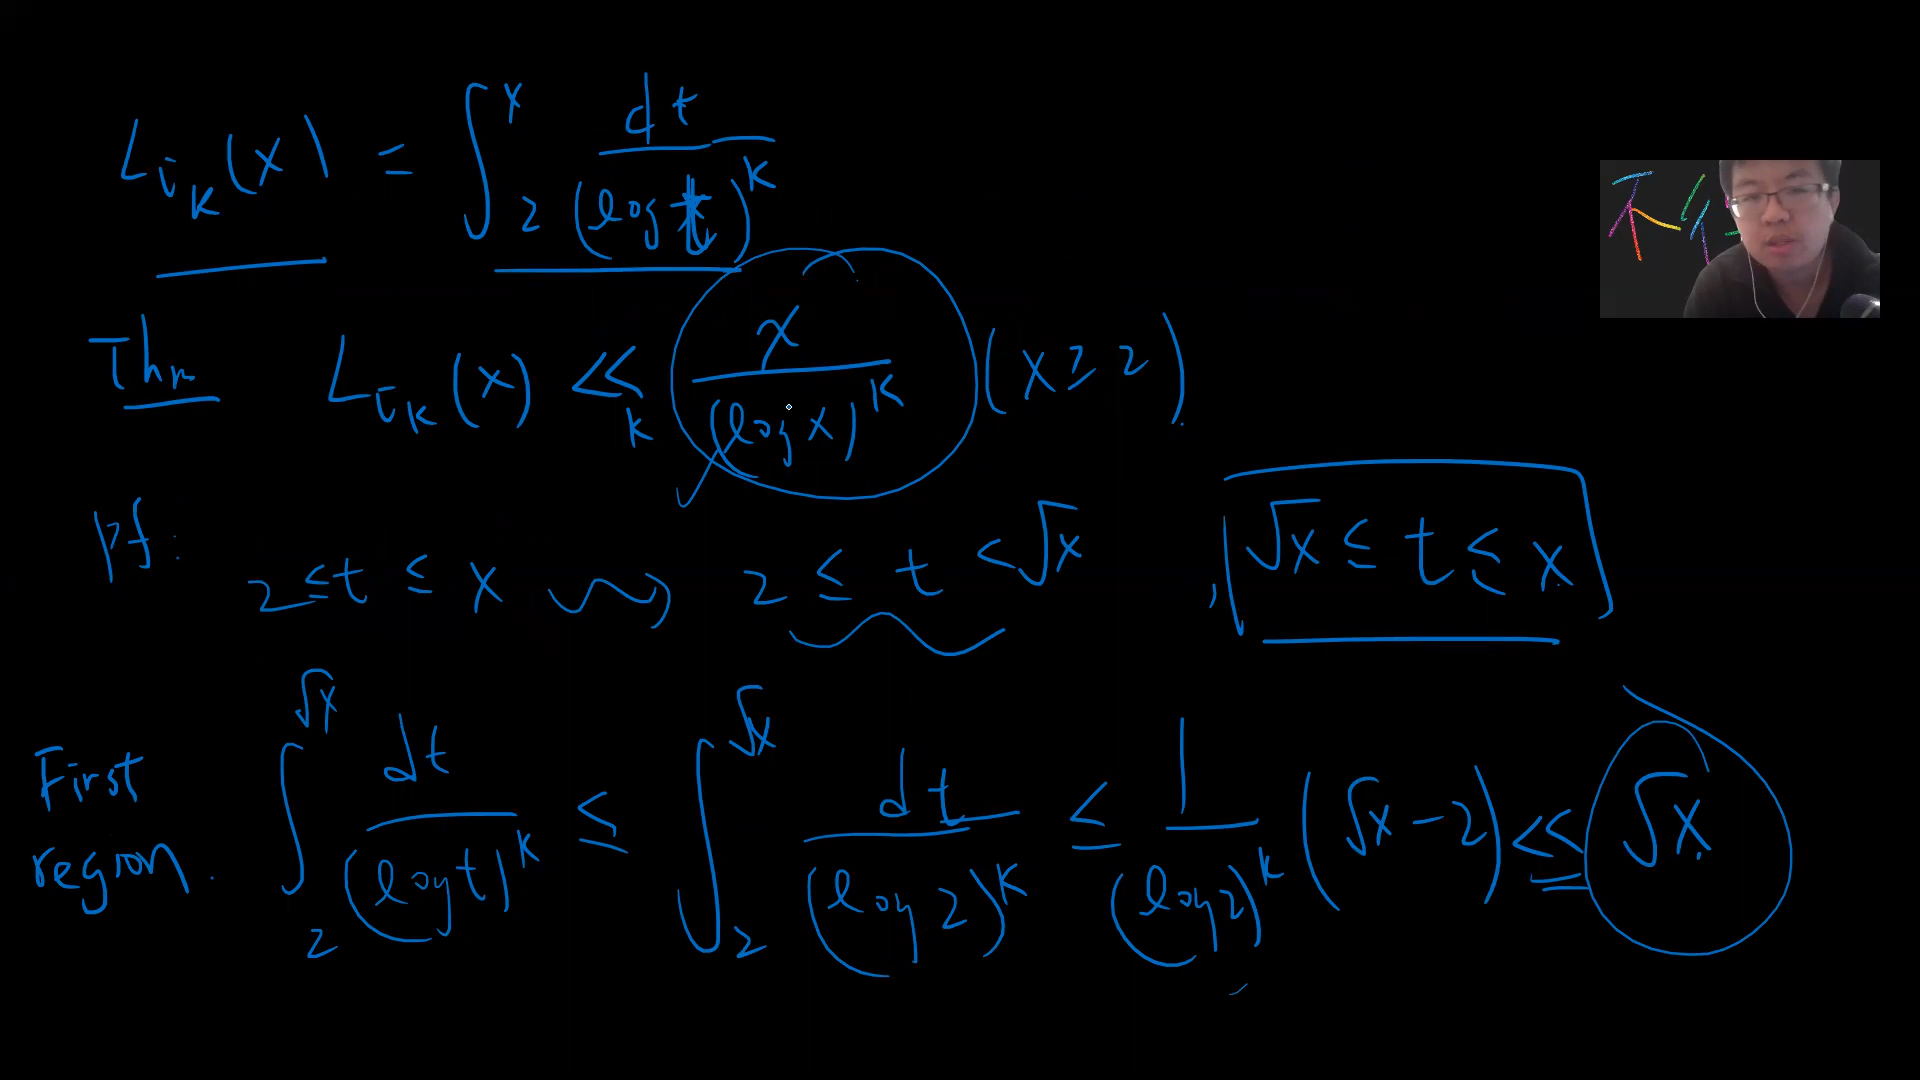 Li_k(x) = ∫_2^x dt/(log t)^k
Thm Li_k(x) ≪_k x/(log x)^k (x ≥ 2)
pf: 2 ≤ t ≤ x ⇝ 2 ≤ t < √x , √x ≤ t ≤ x
First region. ∫_2^√x dt/(log t)^k ≤ ∫_2^√x dt/(log 2)^k ≤ 1/(log 2)^k (√x − 2) ≪ √x
不